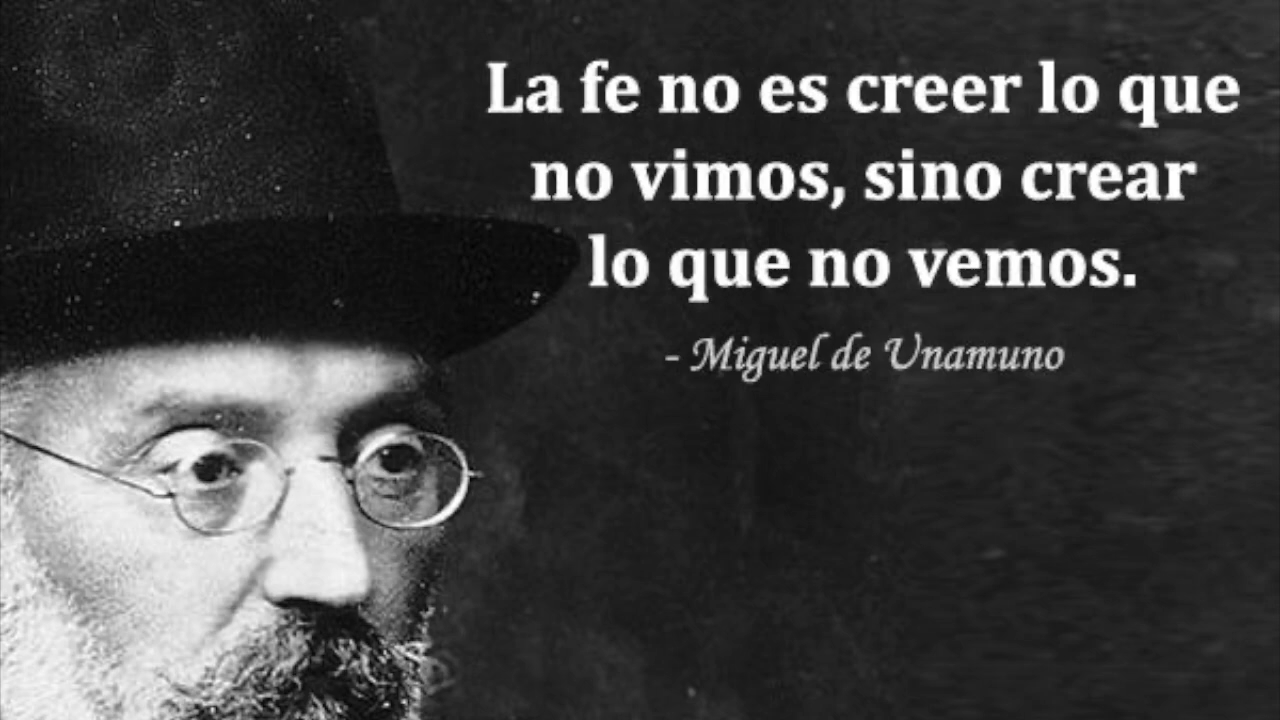 La fe no es creer lo que
no vimos, sino crear
lo que no vemos.
- Miguel de Unamuno